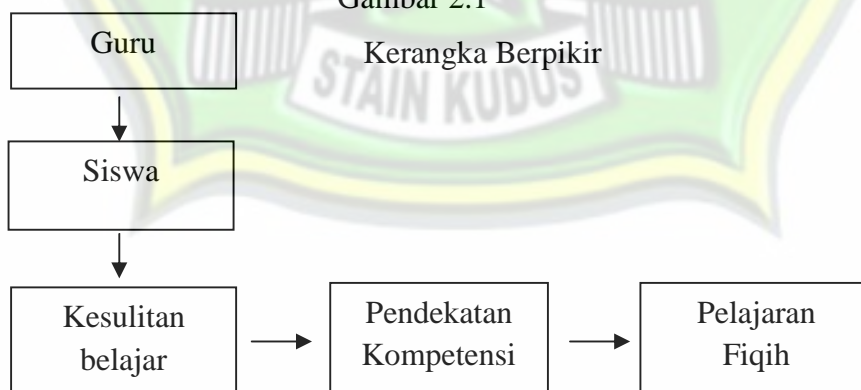 Gambar 2.1
Kerangka Berpikir
STAIN KUDUS
Guru
Siswa
Kesulitan
belajar
Pendekatan
Kompetensi
Pelajaran
Fiqih